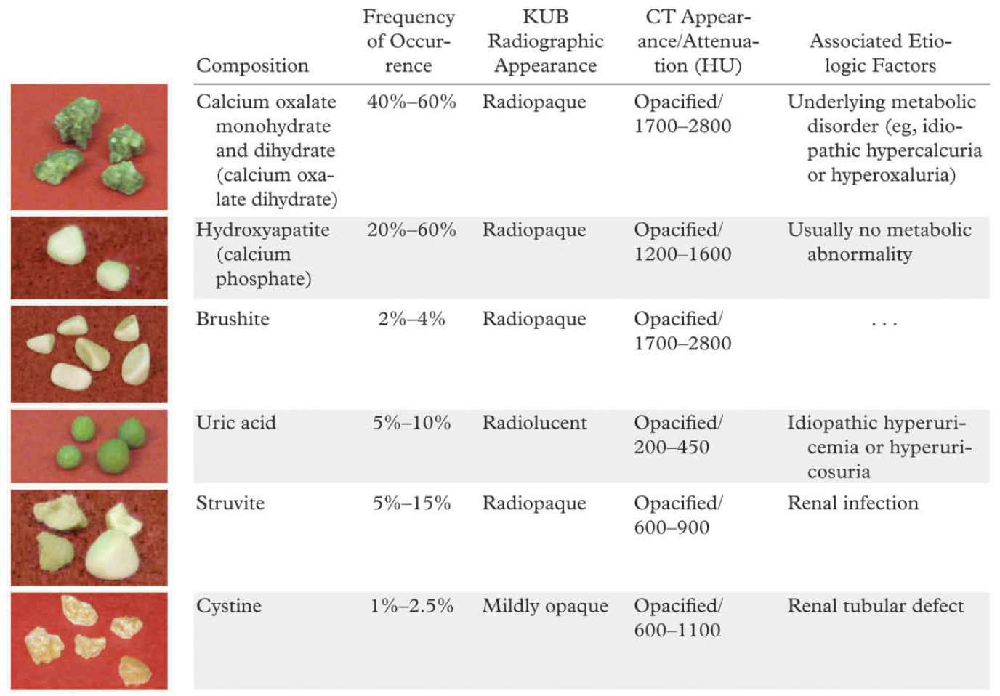 Composition
Frequency
of Occur-
rence
KUB
Radiographic
Appearance
CT Appear-
ance/Attenua-
tion (HU)
Associated Etio-
logic Factors
Calcium oxalate
monohydrate
and dihydrate
(calcium oxa-
late dihydrate)
40%–60%
Radiopaque
Opacified/
1700–2800
Underlying metabolic
disorder (eg, idio-
pathic hypercalcuria
or hyperoxaluria)
Hydroxyapatite
(calcium
phosphate)
20%–60%
Radiopaque
Opacified/
1200–1600
Usually no metabolic
abnormality
Brushite
2%–4%
Radiopaque
Opacified/
1700–2800
. . .
Uric acid
5%–10%
Radiolucent
Opacified/
200–450
Idiopathic hyperuri-
cemia or hyperuri-
cosuria
Struvite
5%–15%
Radiopaque
Opacified/
600–900
Renal infection
Cystine
1%–2.5%
Mildly opaque
Opacified/
600–1100
Renal tubular defect